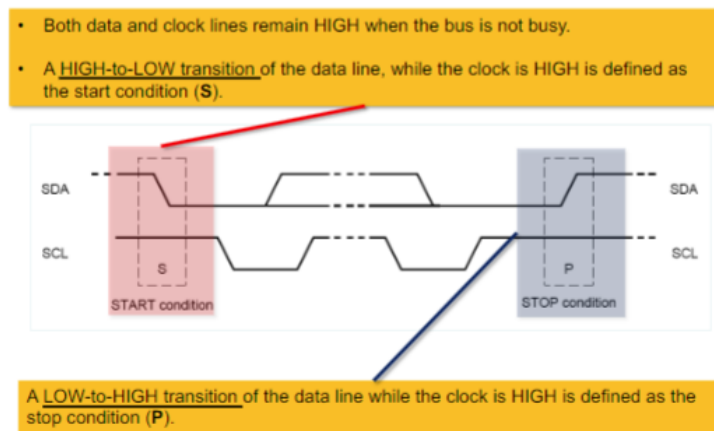 • Both data and clock lines remain HIGH when the bus is not busy.
• A HIGH-to-LOW transition of the data line, while the clock is HIGH is defined as
the start condition (S).
SDA
SDA
SCL
SCL
S
P
START condition
STOP condition
A LOW-to-HIGH transition of the data line while the clock is HIGH is defined as the
stop condition (P).